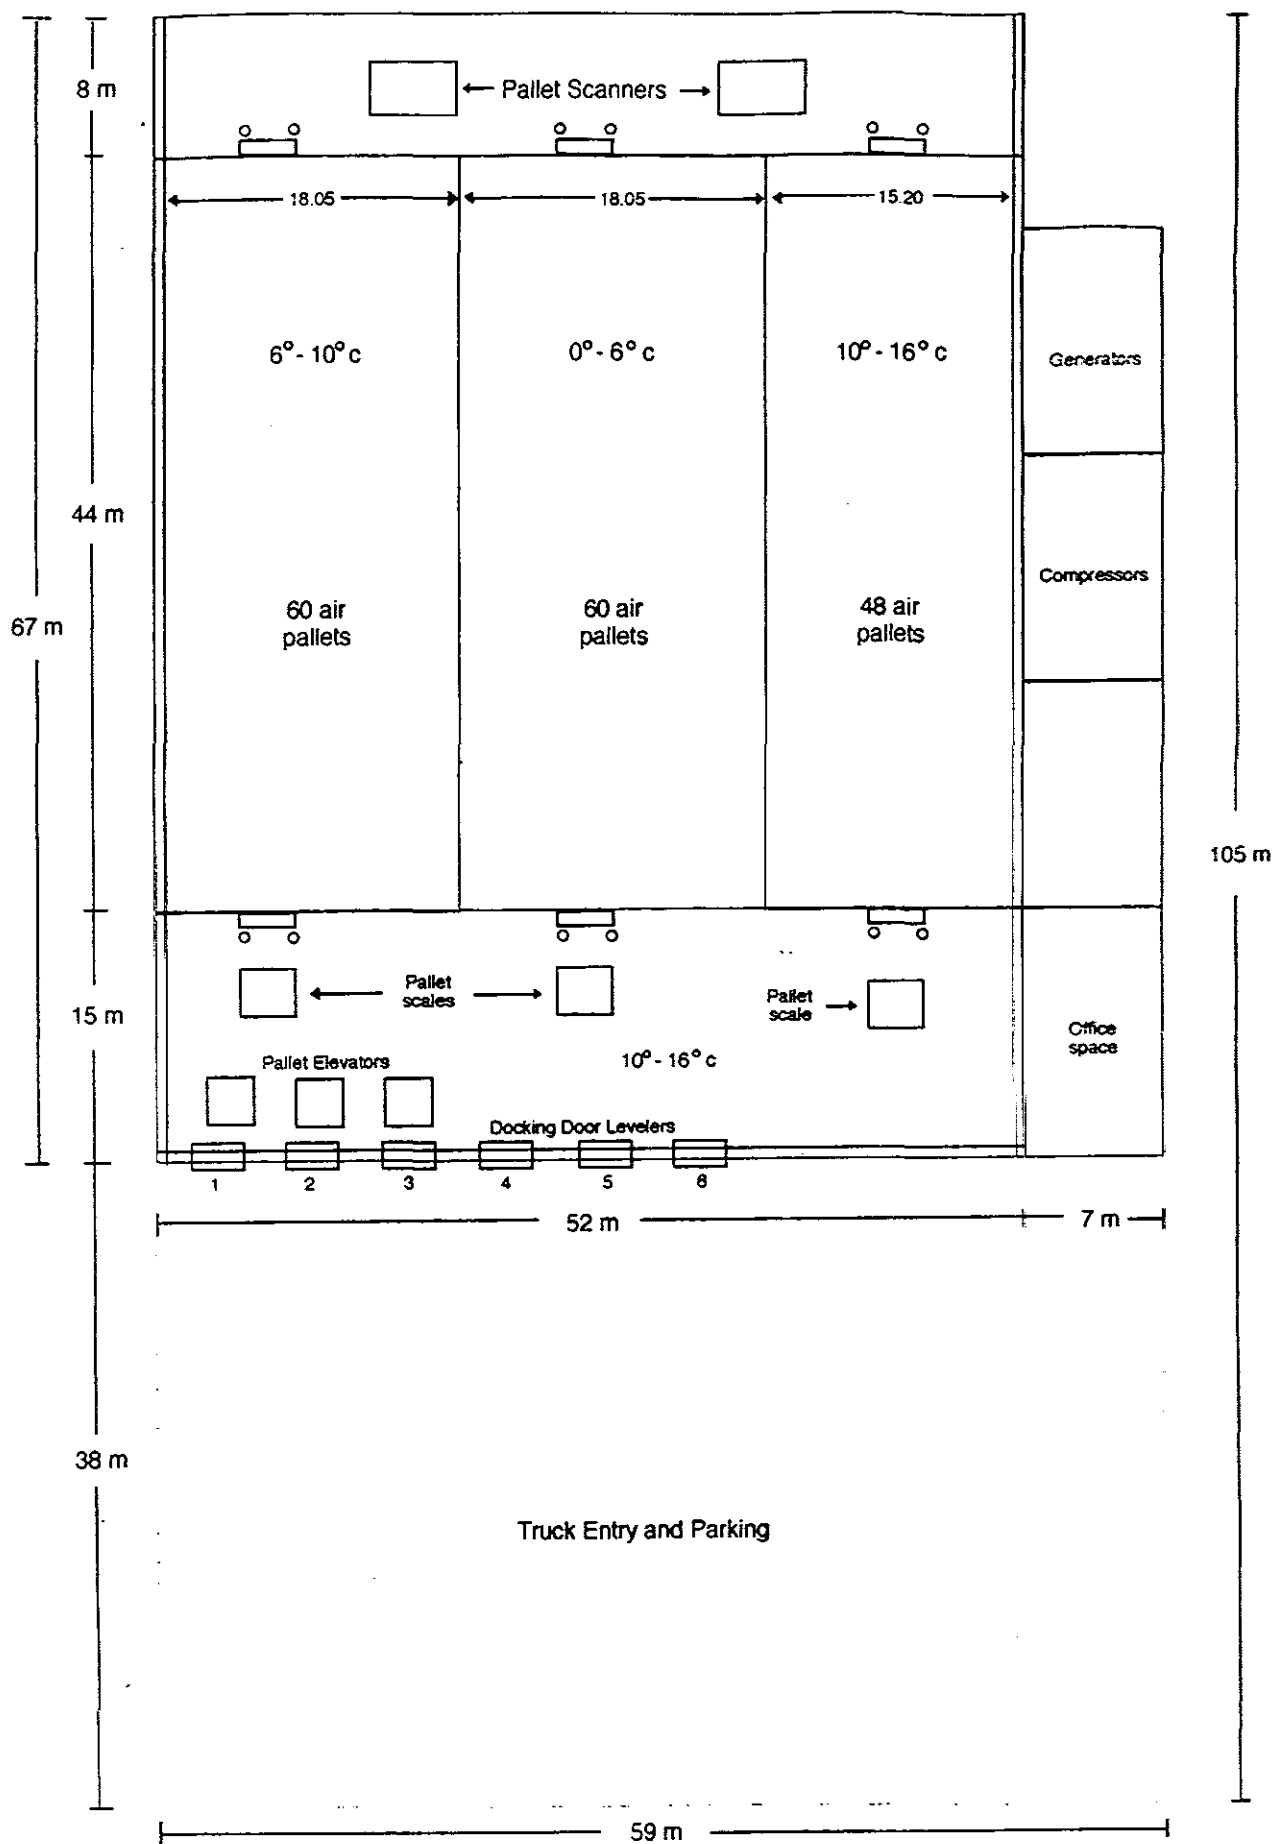 8 m
Pallet Scanners
18.05
18.05
15.20
6° - 10° c
0° - 6° c
10° - 16° c
Generators
44 m
Compressors
60 air
pallets
60 air
pallets
48 air
pallets
67 m
105 m
Pallet
scales
Pallet
scale
15 m
Office
space
10° - 16° c
Pallet Elevators
Docking Door Levelers
1
2
3
4
5
6
52 m
7 m
38 m
Truck Entry and Parking
59 m